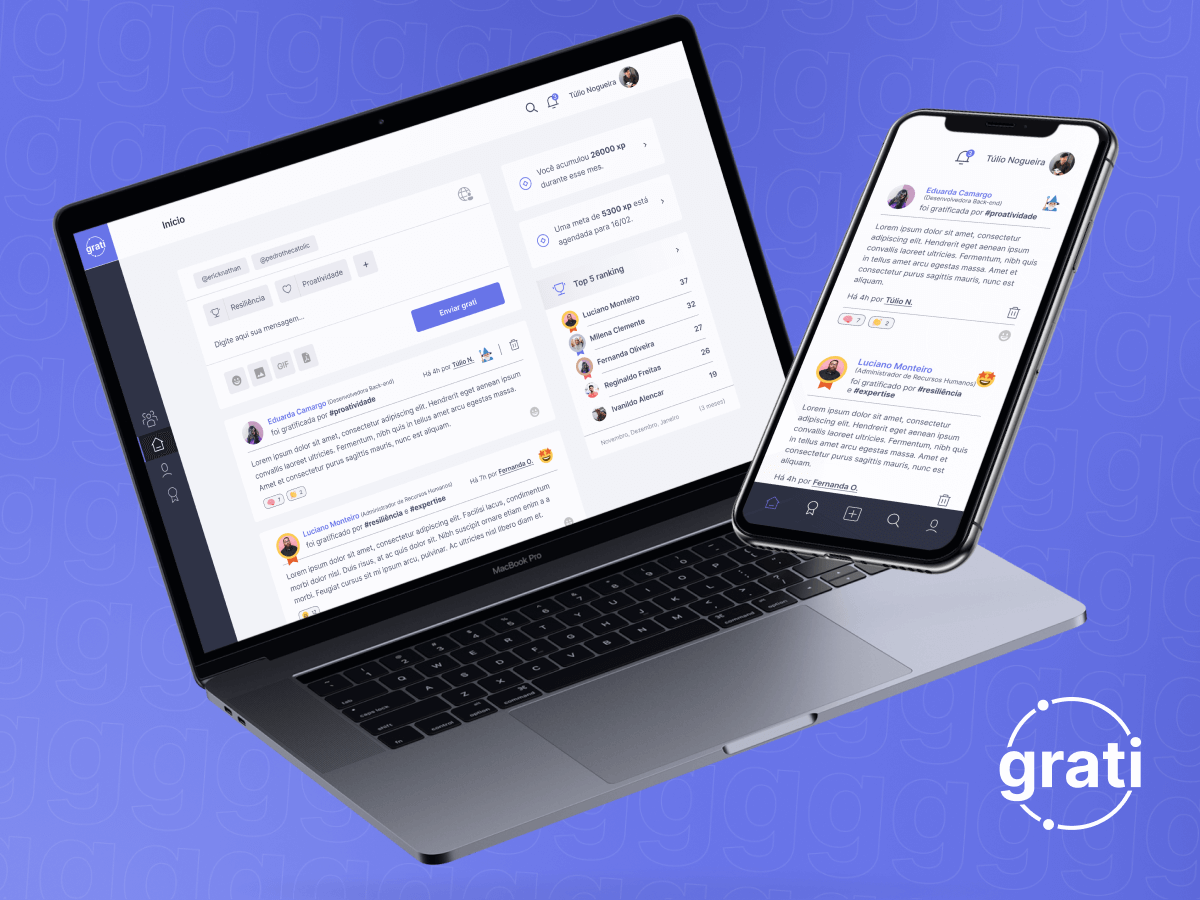 Início
Túlio Nogueira
grati
@ericknathan
@pedrothecatolic
Resiliência
Proatividade
+
Digite aqui sua mensagem...
Enviar grati
GIF
Eduarda Camargo (Desenvolvedora Back-end)
foi gratificada por #proatividade
Há 4h por Túlio N.
Lorem ipsum dolor sit amet, consectetur adipiscing elit. Hendrerit eget aenean ipsum
convallis laoreet ultricies. Fermentum, nibh quis in tellus amet arcu egestas massa.
Amet et consectetur purus sagittis mauris, nunc est aliquam.
7
2
Luciano Monteiro (Administrador de Recursos Humanos)
foi gratificado por #resiliência e #expertise
Há 7h por Fernanda O.
Lorem ipsum dolor sit amet, consectetur adipiscing elit. Facilisi lacus, condimentum
morbi dolor nisl. Duis risus, at ac quis dolor sit. Nibh suscipit ornare etiam enim a a
morbi. Feugiat cursus sit mi ipsum arcu, pulvinar. Ac ultricies nisl libero diam et.
Você acumulou 26000 xp
durante esse mes.
Uma meta de 5300 xp está
agendada para 16/02.
Top 5 ranking
Luciano Monteiro 37
Milena Clemente 32
Fernanda Oliveira 27
Reginaldo Freitas 26
Ivanildo Alencar 19
Novembro, Dezembro, Janeiro (3 meses)
MacBook Pro
Túlio Nogueira
Eduarda Camargo
(Desenvolvedora Back-end)
foi gratificada por #proatividade
Lorem ipsum dolor sit amet, consectetur
adipiscing elit. Hendrerit eget aenean ipsum
convallis laoreet ultricies. Fermentum, nibh quis
in tellus amet arcu egestas massa. Amet et
consectetur purus sagittis mauris, nunc est
aliquam.
Há 4h por Túlio N.
7
2
Luciano Monteiro
(Administrador de Recursos Humanos)
foi gratificado por #resiliência
e #expertise
Lorem ipsum dolor sit amet, consectetur
adipiscing elit. Hendrerit eget aenean ipsum
convallis laoreet ultricies. Fermentum, nibh quis
in tellus amet arcu egestas massa. Amet et
consectetur purus sagittis mauris, nunc est
aliquam.
Há 4h por Fernanda O.
grati